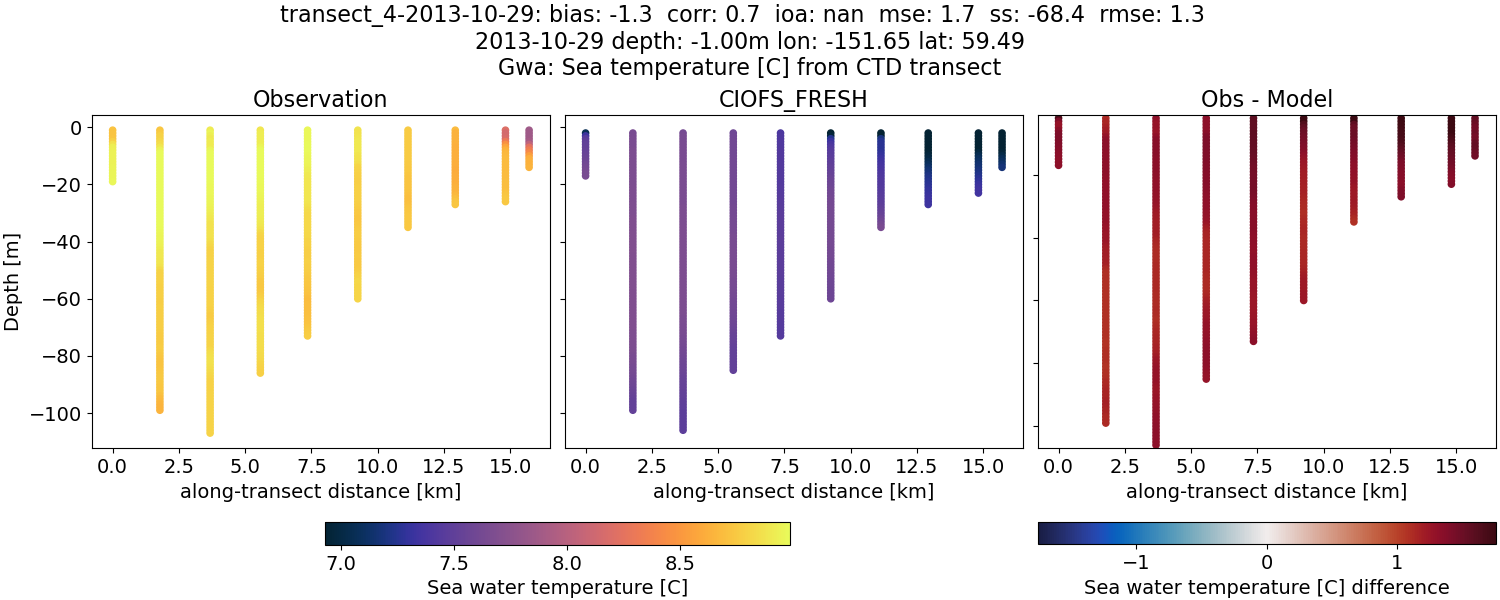 transect_4-2013-10-29: bias: -1.3  corr: 0.7  ioa: nan  mse: 1.7  ss: -68.4  rmse: 1.3
2013-10-29 depth: -1.00m lon: -151.65 lat: 59.49
Gwa: Sea temperature [C] from CTD transect
Observation
CIOFS_FRESH
Obs - Model
Depth [m]
0
−20
−40
−60
−80
−100
0.0 2.5 5.0 7.5 10.0 12.5 15.0
0.0 2.5 5.0 7.5 10.0 12.5 15.0
0.0 2.5 5.0 7.5 10.0 12.5 15.0
along-transect distance [km]
along-transect distance [km]
along-transect distance [km]
7.0 7.5 8.0 8.5
Sea water temperature [C]
−1 0 1
Sea water temperature [C] difference